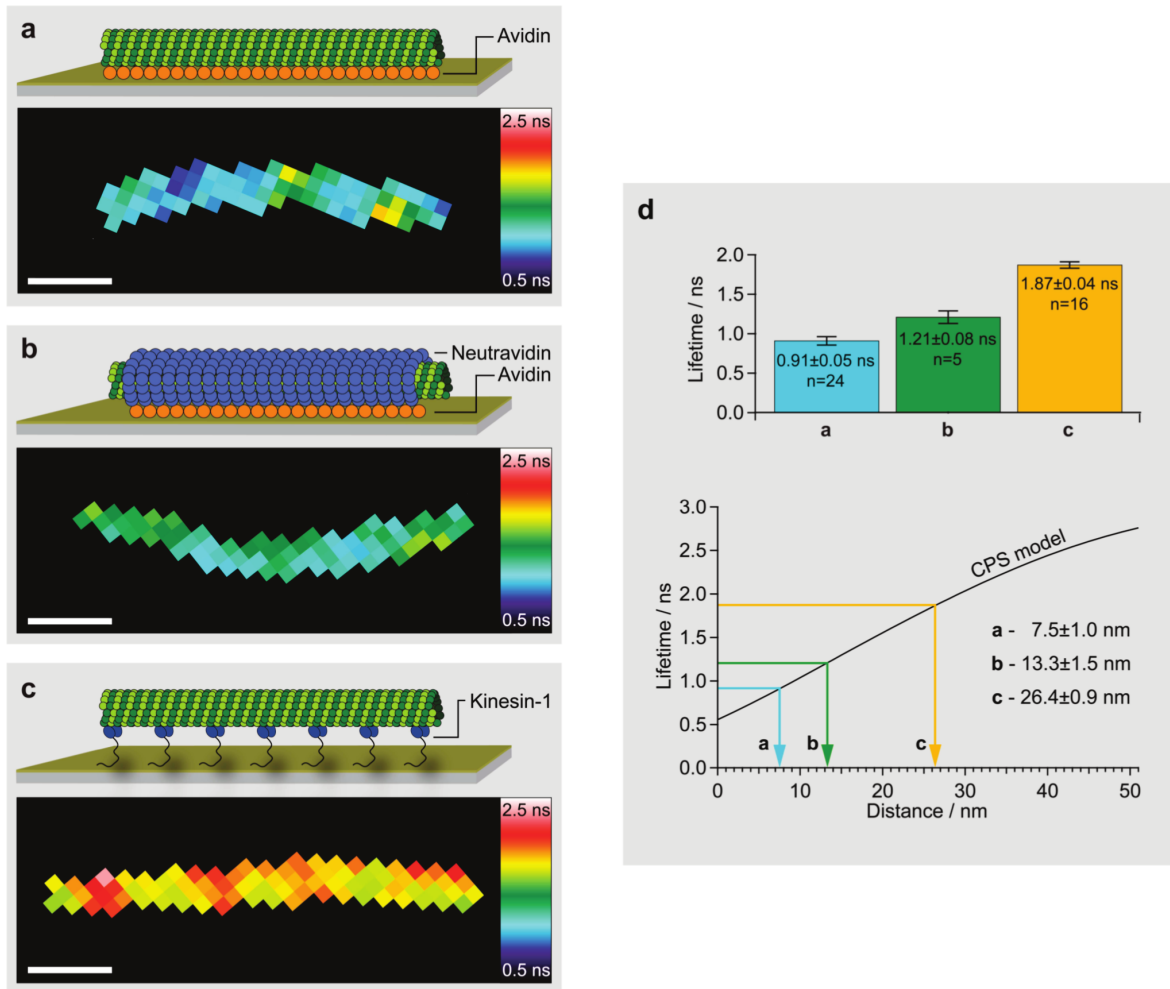 a
Avidin
2.5 ns
0.5 ns
b
Neutravidin
Avidin
2.5 ns
0.5 ns
c
Kinesin-1
2.5 ns
0.5 ns
d
Lifetime / ns
2.0
1.5
1.0
0.5
0.0
0.91±0.05 ns
n=24
1.21±0.08 ns
n=5
1.87±0.04 ns
n=16
a b c
Lifetime / ns
3.0
2.5
2.0
1.5
1.0
0.5
0.0
CPS model
a - 7.5±1.0 nm
b - 13.3±1.5 nm
c - 26.4±0.9 nm
a b c
0 10 20 30 40 50
Distance / nm